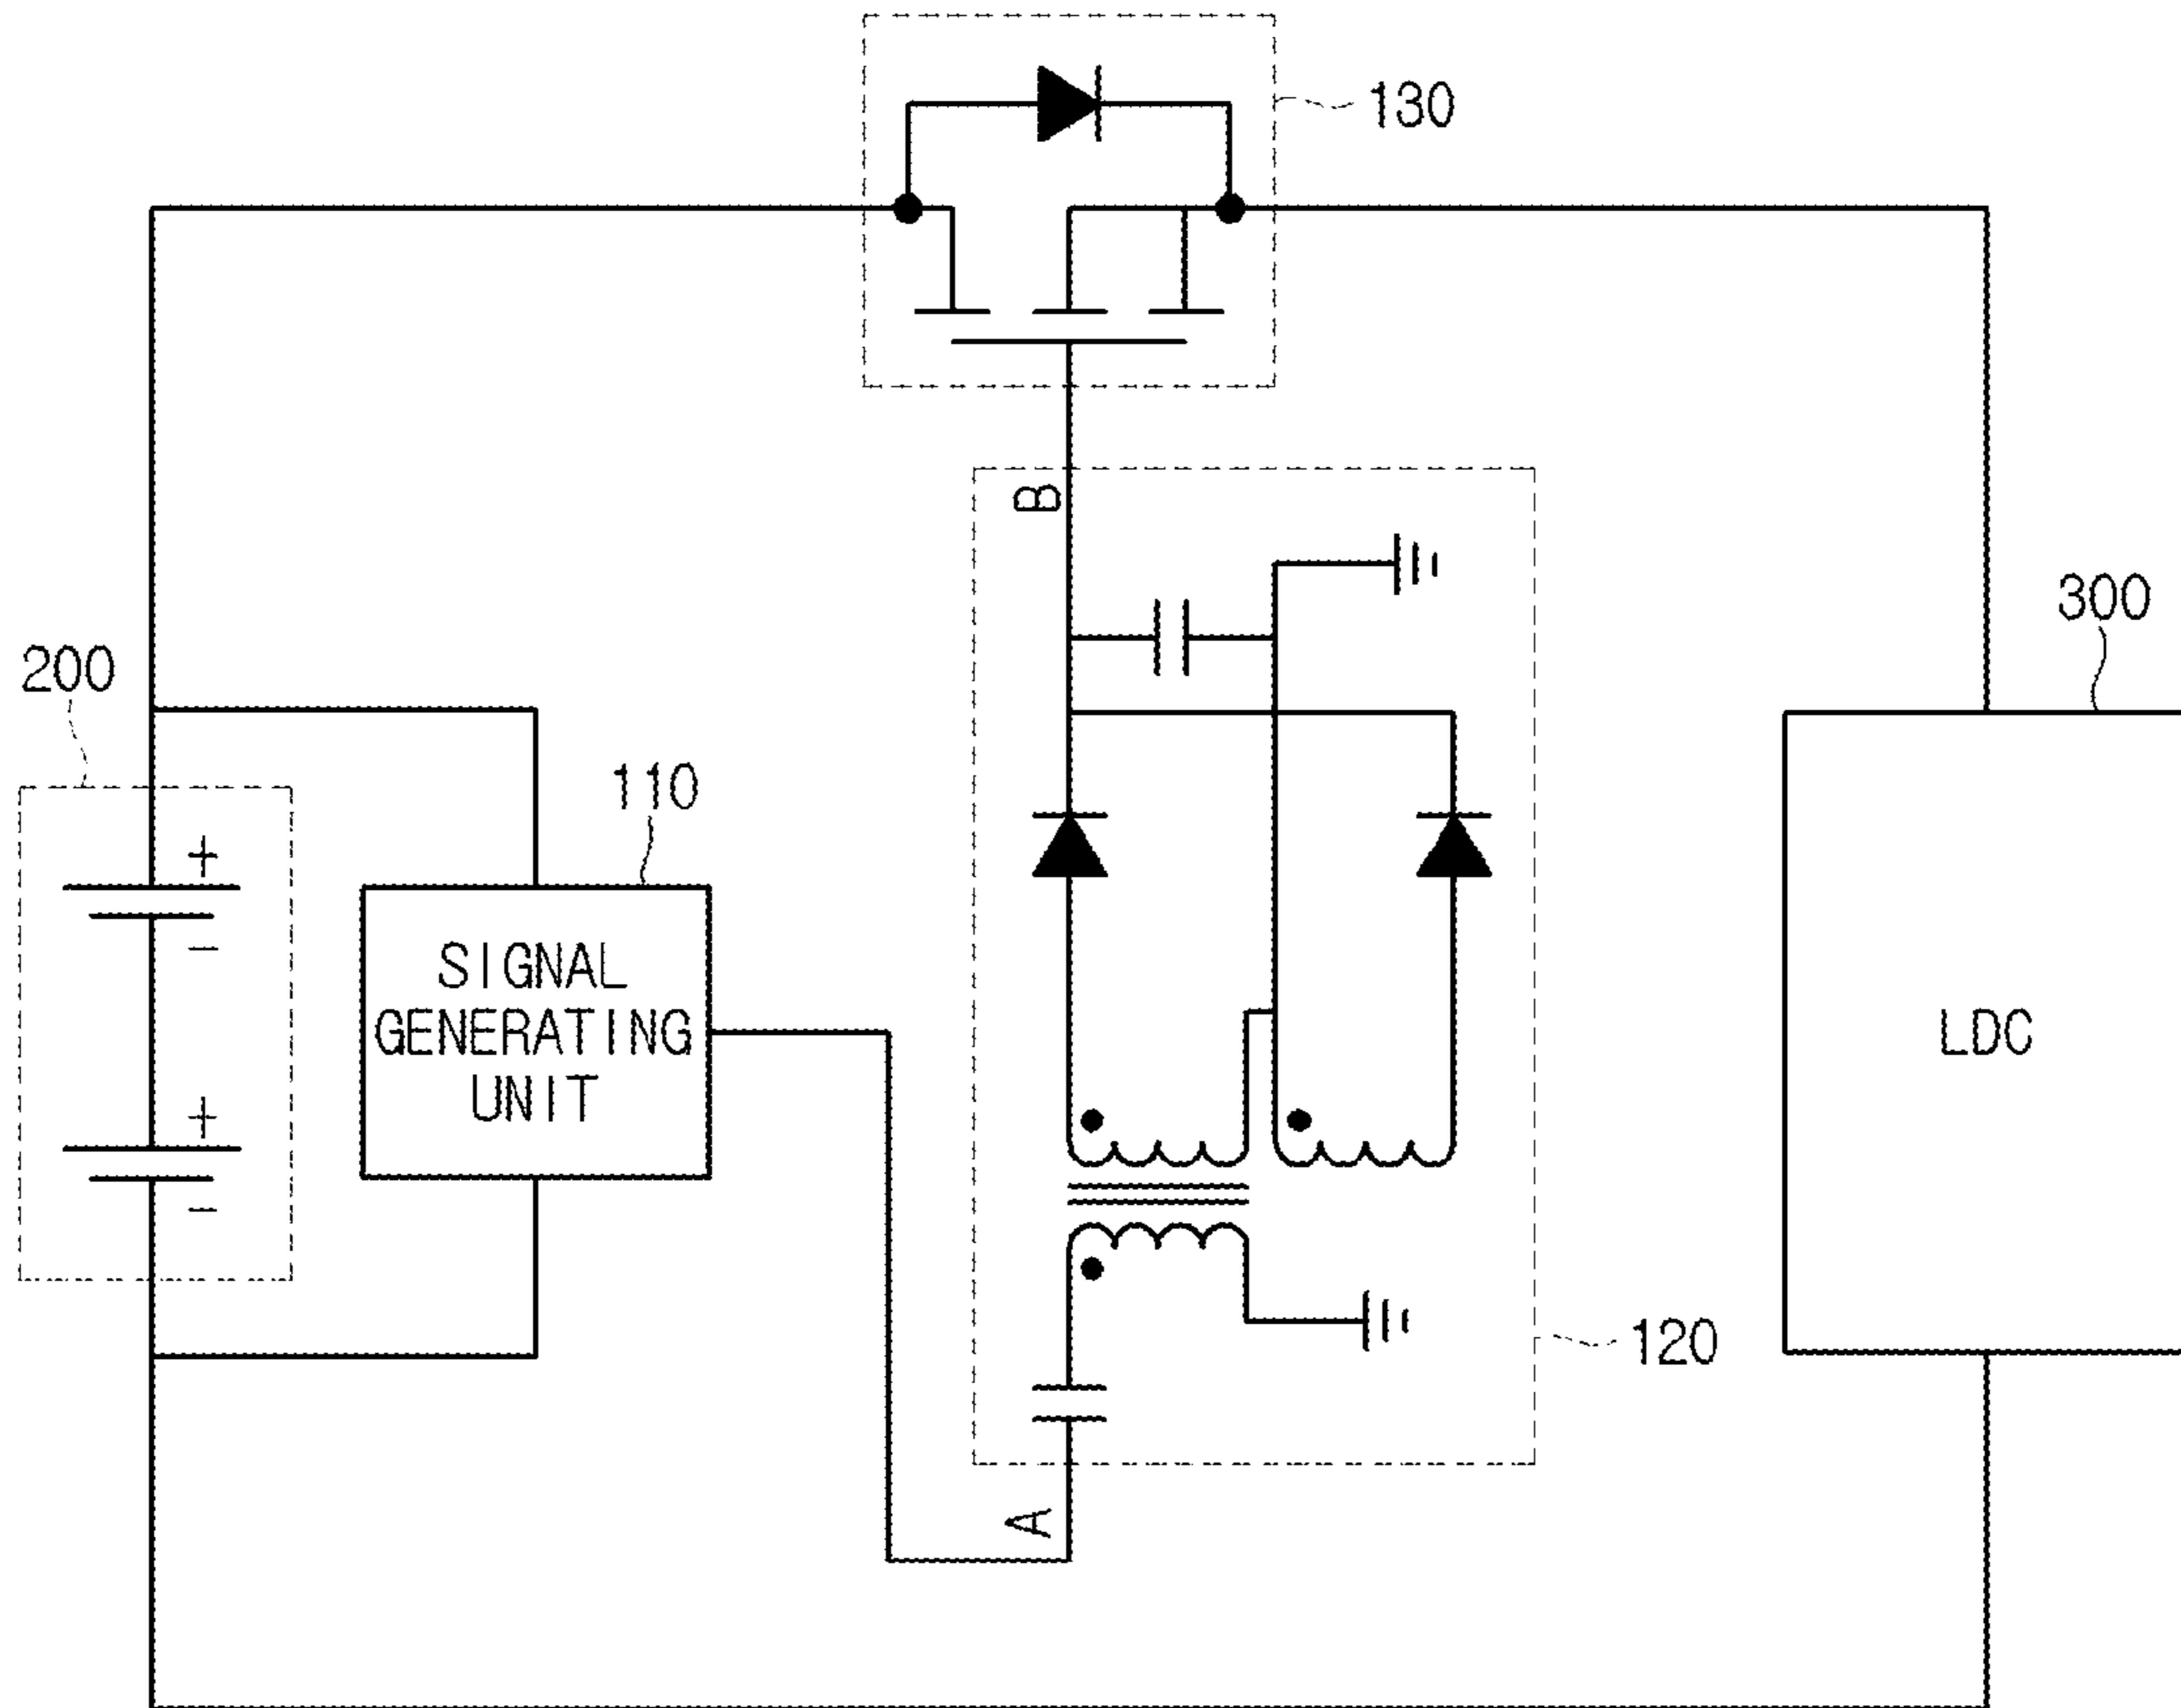 130
B
300
200
110
+
−
SIGNAL
GENERATING
UNIT
LDC
+
−
120
A